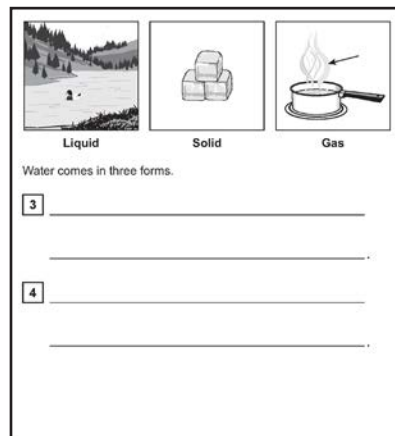 Liquid
Solid
Gas
Water comes in three forms.
3
.
4
.